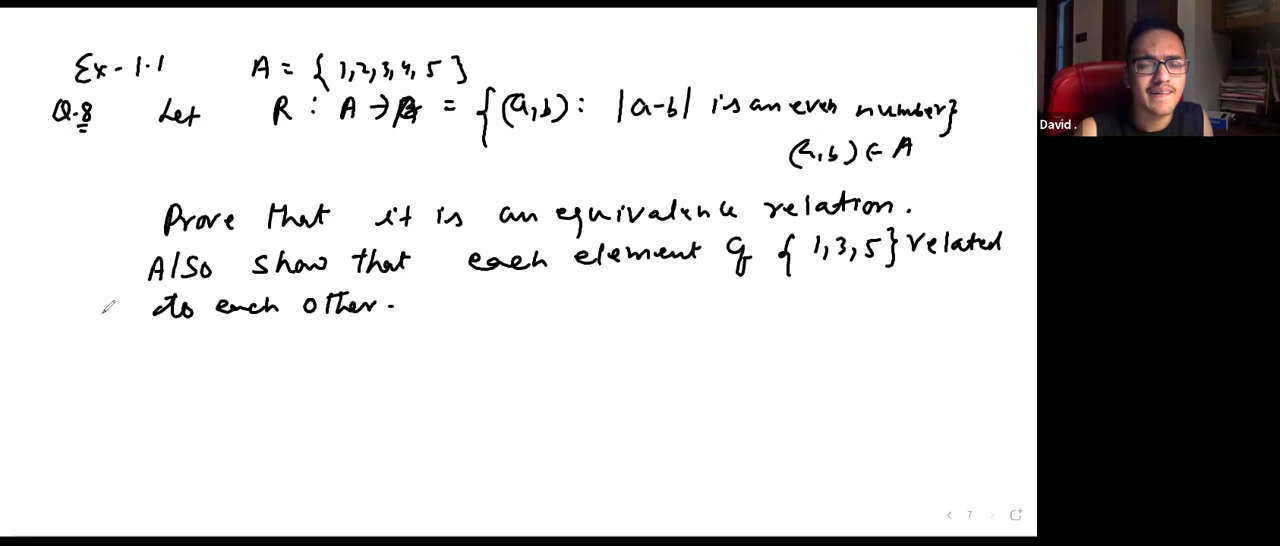 Ex - 1.1 A = { 1,2,3,4,5 }
Q.8 Let R : A → A = { (a,b) : |a-b| is an even number}
(a,b) ∈ A
Prove that it is an equivalence relation.
Also show that each element of { 1,3,5} related
to each other.
David .
7